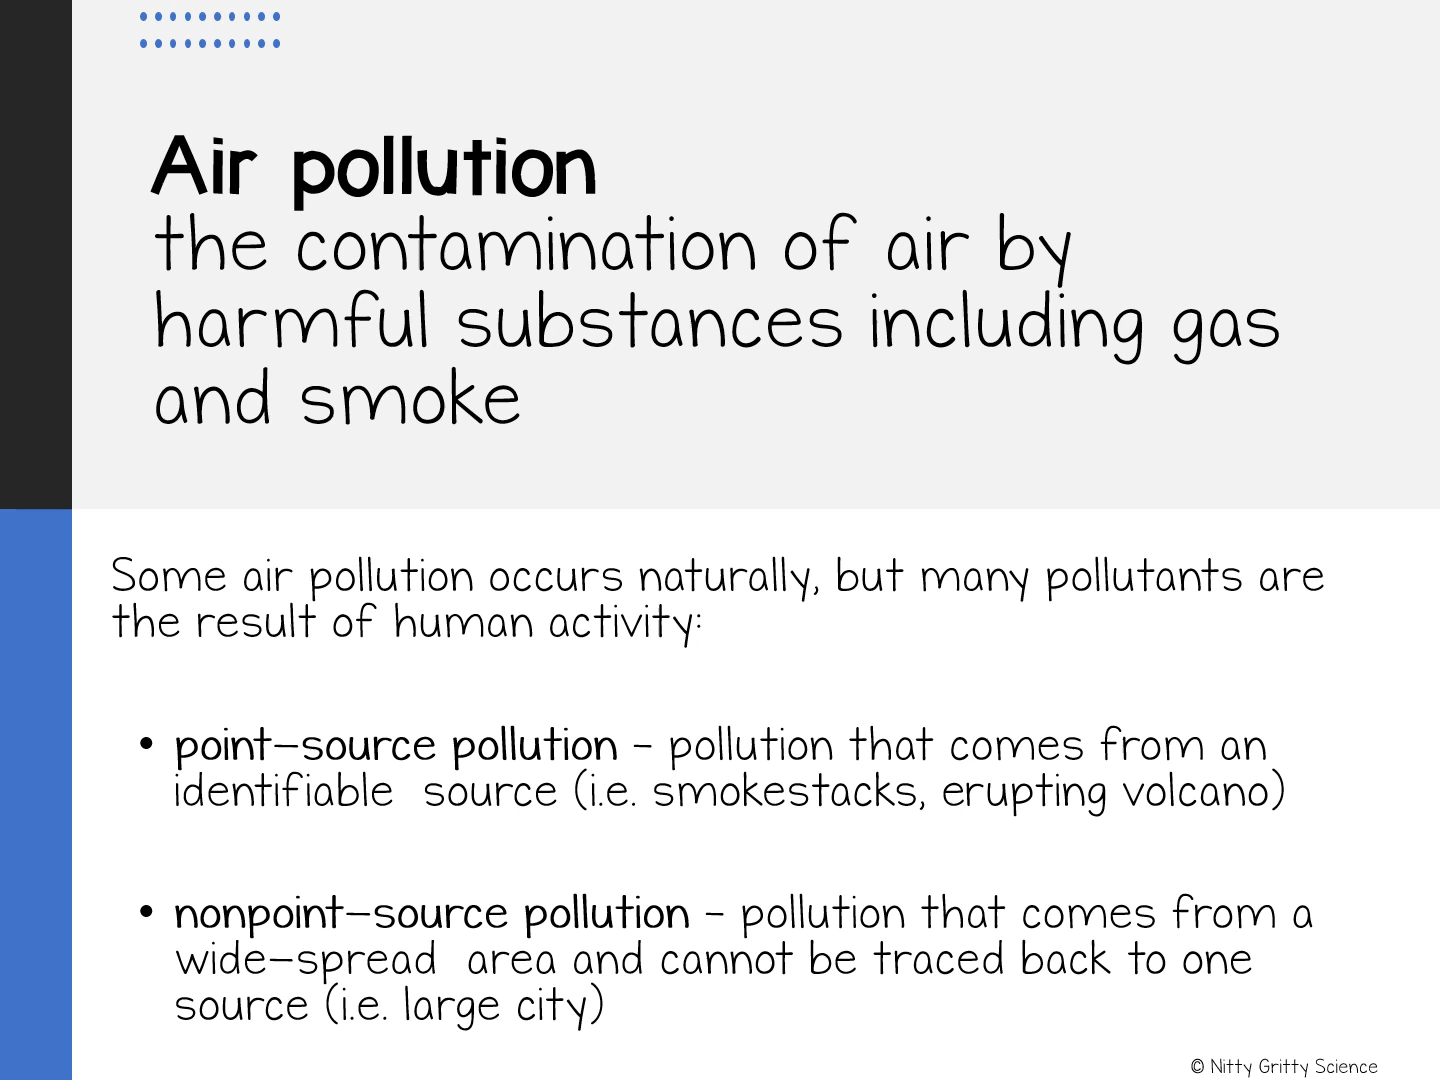 Air pollution
the contamination of air by
harmful substances including gas
and smoke
Some air pollution occurs naturally, but many pollutants are
the result of human activity:
• point-source pollution – pollution that comes from an
identifiable  source (i.e. smokestacks, erupting volcano)
• nonpoint-source pollution – pollution that comes from a
wide-spread  area and cannot be traced back to one
source (i.e. large city)
© Nitty Gritty Science